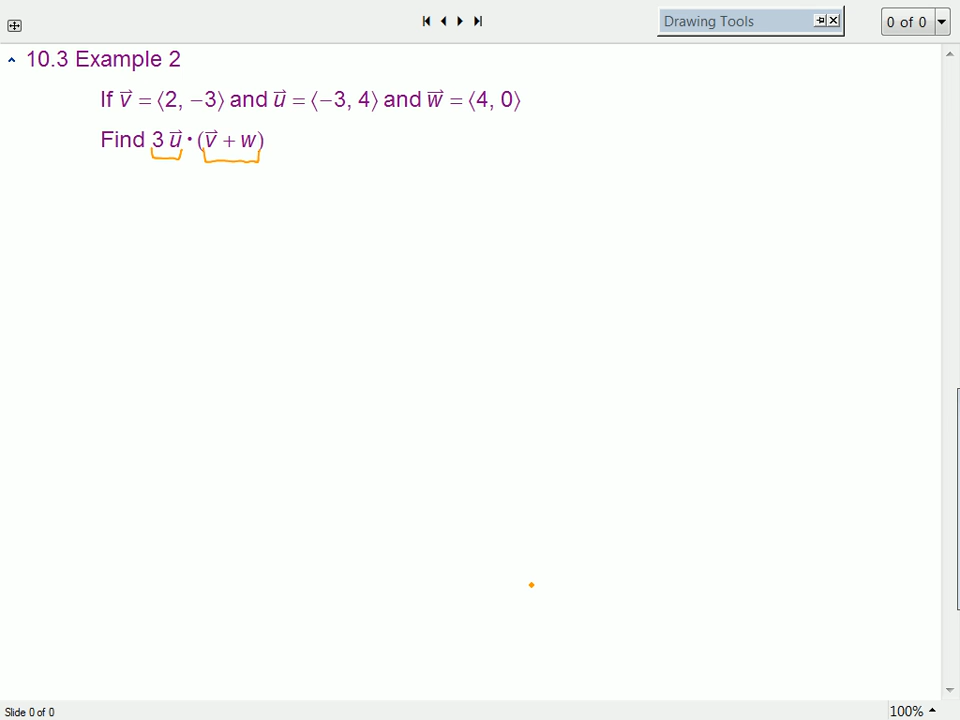 Drawing Tools
0 of 0
10.3 Example 2
If v⃗ = ⟨2, −3⟩ and u⃗ = ⟨−3, 4⟩ and w⃗ = ⟨4, 0⟩
Find 3 u⃗ · (v⃗ + w)
Slide 0 of 0
100%